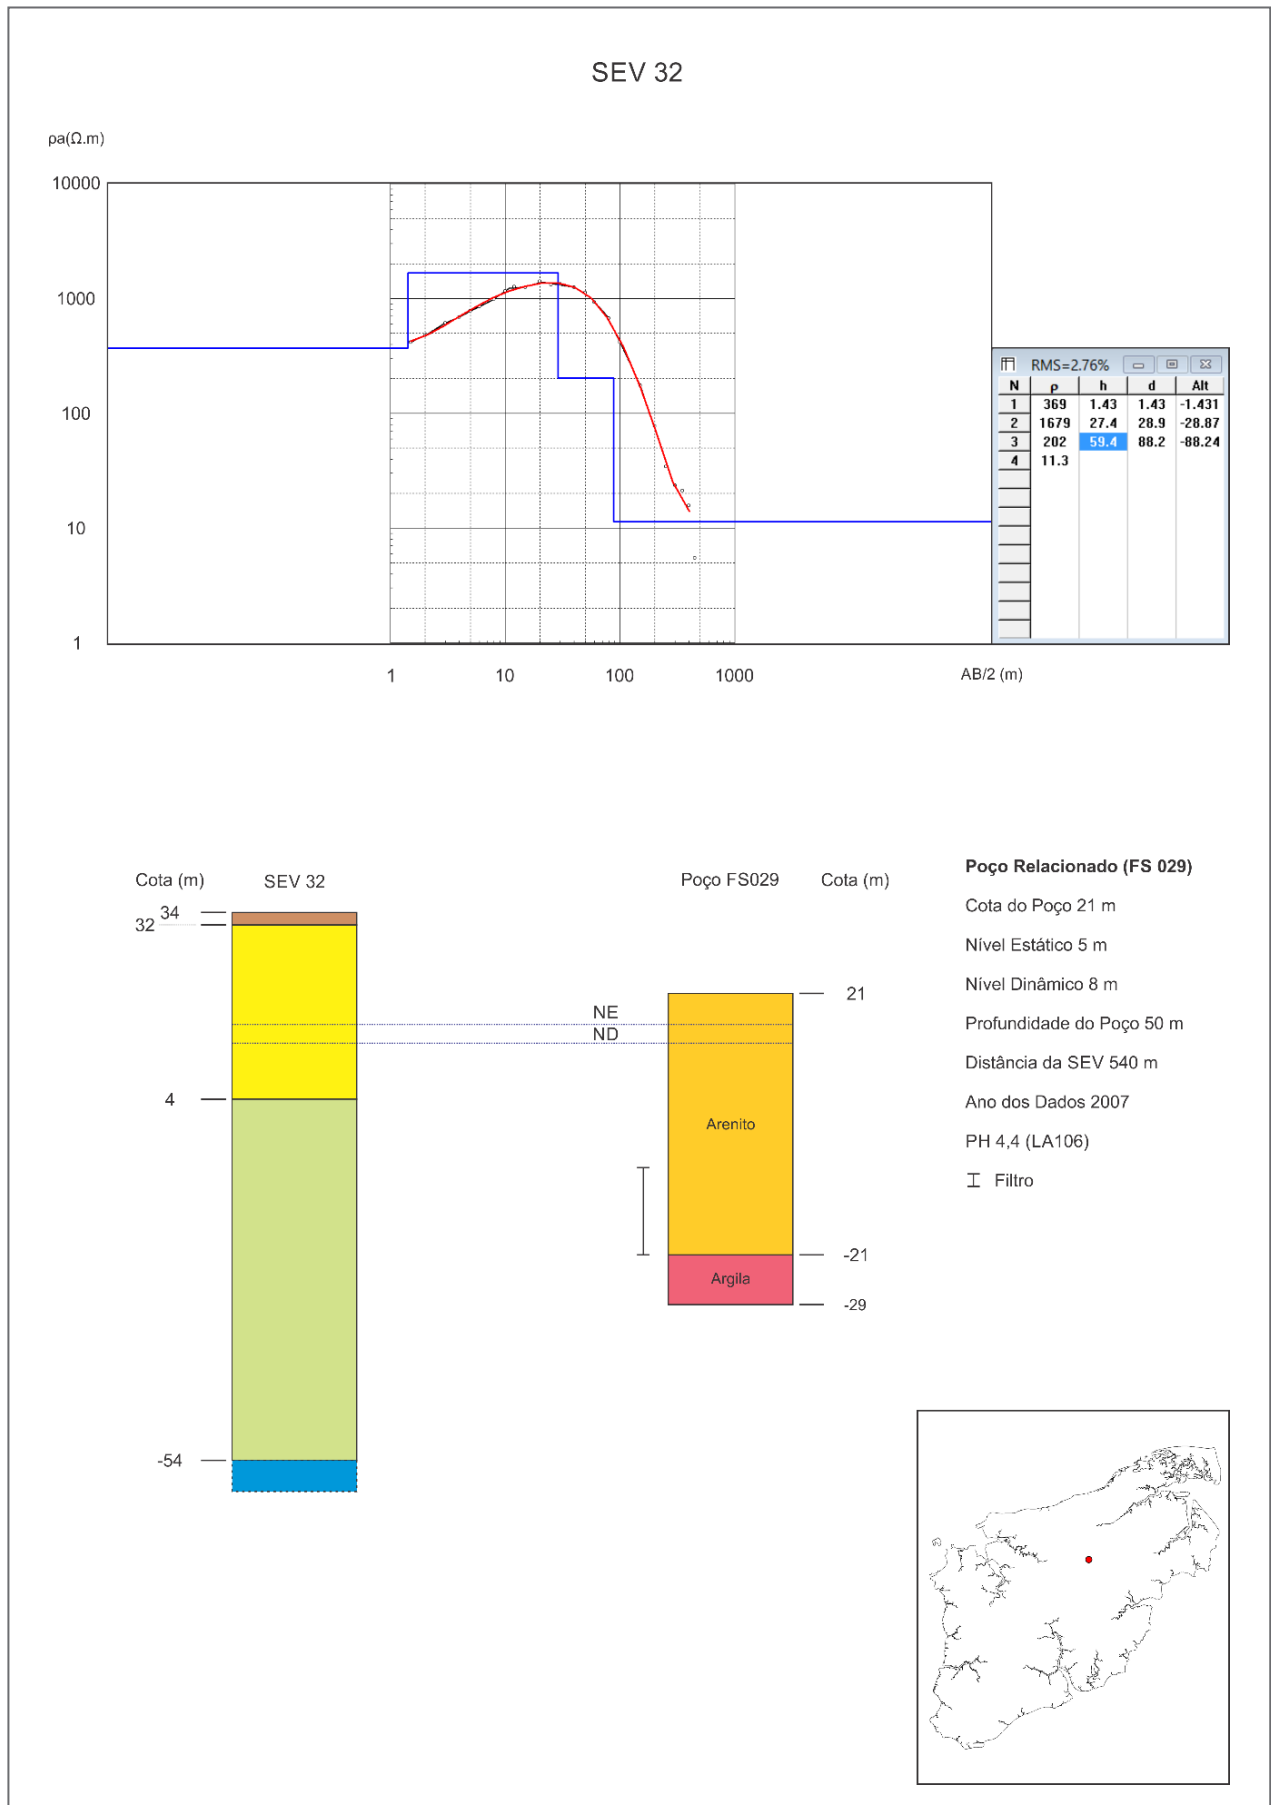 SEV 32
ρa(Ω.m)
10000
1000
100
10
1
1 10 100 1000 AB/2 (m)
RMS=2.76%
N ρ h d Alt
1 369 1.43 1.43 -1.431
2 1679 27.4 28.9 -28.87
3 202 59.4 88.2 -88.24
4 11.3
Cota (m) SEV 32
34
32
4
-54
Poço FS029 Cota (m)
NE
ND
21
Arenito
-21
Argila
-29
Poço Relacionado (FS 029)
Cota do Poço 21 m
Nível Estático 5 m
Nível Dinâmico 8 m
Profundidade do Poço 50 m
Distância da SEV 540 m
Ano dos Dados 2007
PH 4,4 (LA106)
Filtro